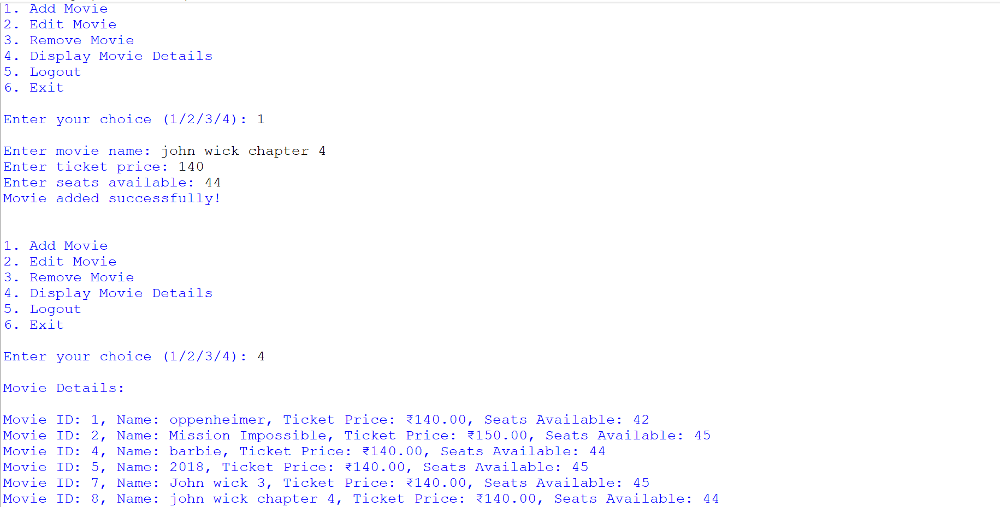 1. Add Movie
2. Edit Movie
3. Remove Movie
4. Display Movie Details
5. Logout
6. Exit
Enter your choice (1/2/3/4): 1
Enter movie name: john wick chapter 4
Enter ticket price: 140
Enter seats available: 44
Movie added successfully!
1. Add Movie
2. Edit Movie
3. Remove Movie
4. Display Movie Details
5. Logout
6. Exit
Enter your choice (1/2/3/4): 4
Movie Details:
Movie ID: 1, Name: oppenheimer, Ticket Price: ₹140.00, Seats Available: 42
Movie ID: 2, Name: Mission Impossible, Ticket Price: ₹150.00, Seats Available: 45
Movie ID: 4, Name: barbie, Ticket Price: ₹140.00, Seats Available: 44
Movie ID: 5, Name: 2018, Ticket Price: ₹140.00, Seats Available: 45
Movie ID: 7, Name: John wick 3, Ticket Price: ₹140.00, Seats Available: 45
Movie ID: 8, Name: john wick chapter 4, Ticket Price: ₹140.00, Seats Available: 44